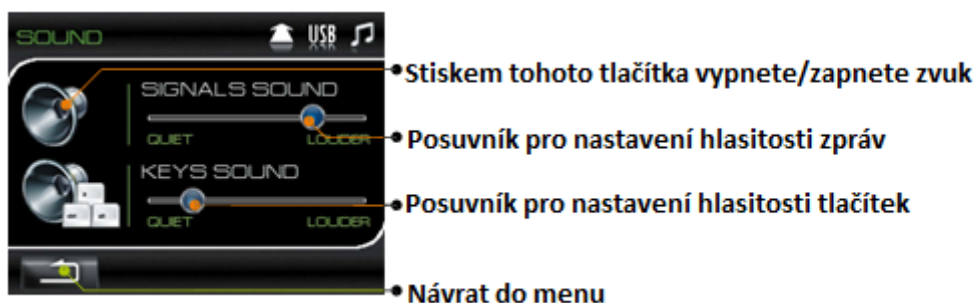 SOUND USB
Stiskem tohoto tlačítka vypnete/zapnete zvuk
SIGNALS SOUND
QUIET LOUDER
Posuvník pro nastavení hlasitosti zpráv
KEYS SOUND
Posuvník pro nastavení hlasitosti tlačítek
QUIET LOUDER
Návrat do menu